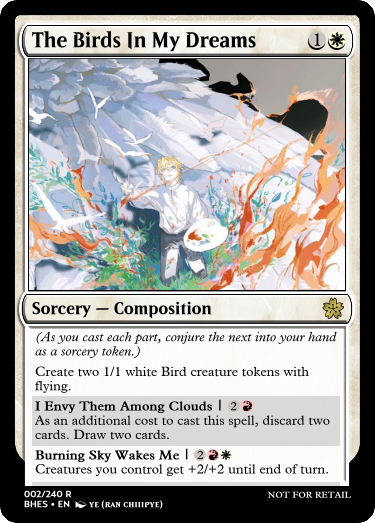 The Birds In My Dreams 1
Sorcery — Composition
(As you cast each part, conjure the next into your hand
as a sorcery token.)
Create two 1/1 white Bird creature tokens with
flying.
I Envy Them Among Clouds | 2
As an additional cost to cast this spell, discard two
cards. Draw two cards.
Burning Sky Wakes Me | 2
Creatures you control get +2/+2 until end of turn.
002/240 R
BHES • EN YE (RAN CHIIIPYE)
NOT FOR RETAIL